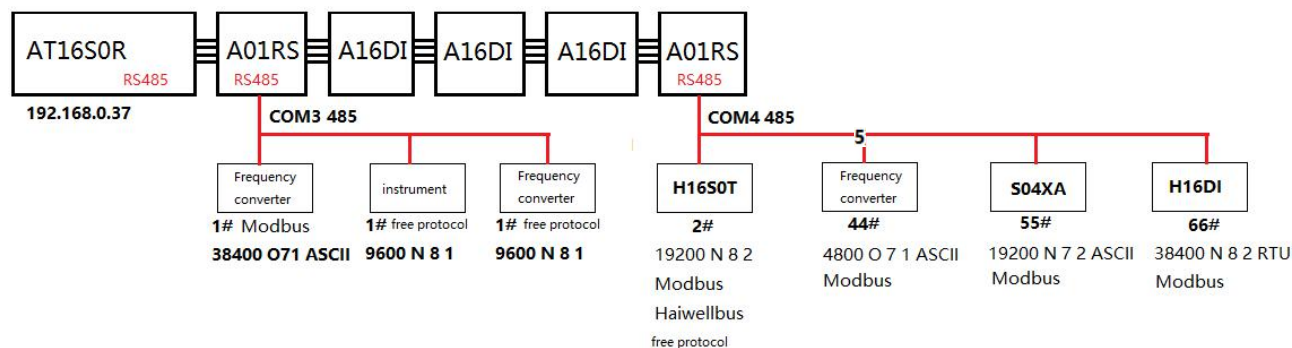 AT16S0R
RS485
A01RS
RS485
A16DI
A16DI
A16DI
A01RS
RS485
192.168.0.37
COM3 485
COM4 485
5
Frequency
converter
1# Modbus
38400 O71 ASCII
instrument
1# free protocol
9600 N 8 1
Frequency
converter
1# free protocol
9600 N 8 1
H16S0T
2#
19200 N 8 2
Modbus
Haiwellbus
free protocol
Frequency
converter
44#
4800 O 7 1 ASCII
Modbus
S04XA
55#
19200 N 7 2 ASCII
Modbus
H16DI
66#
38400 N 8 2 RTU
Modbus